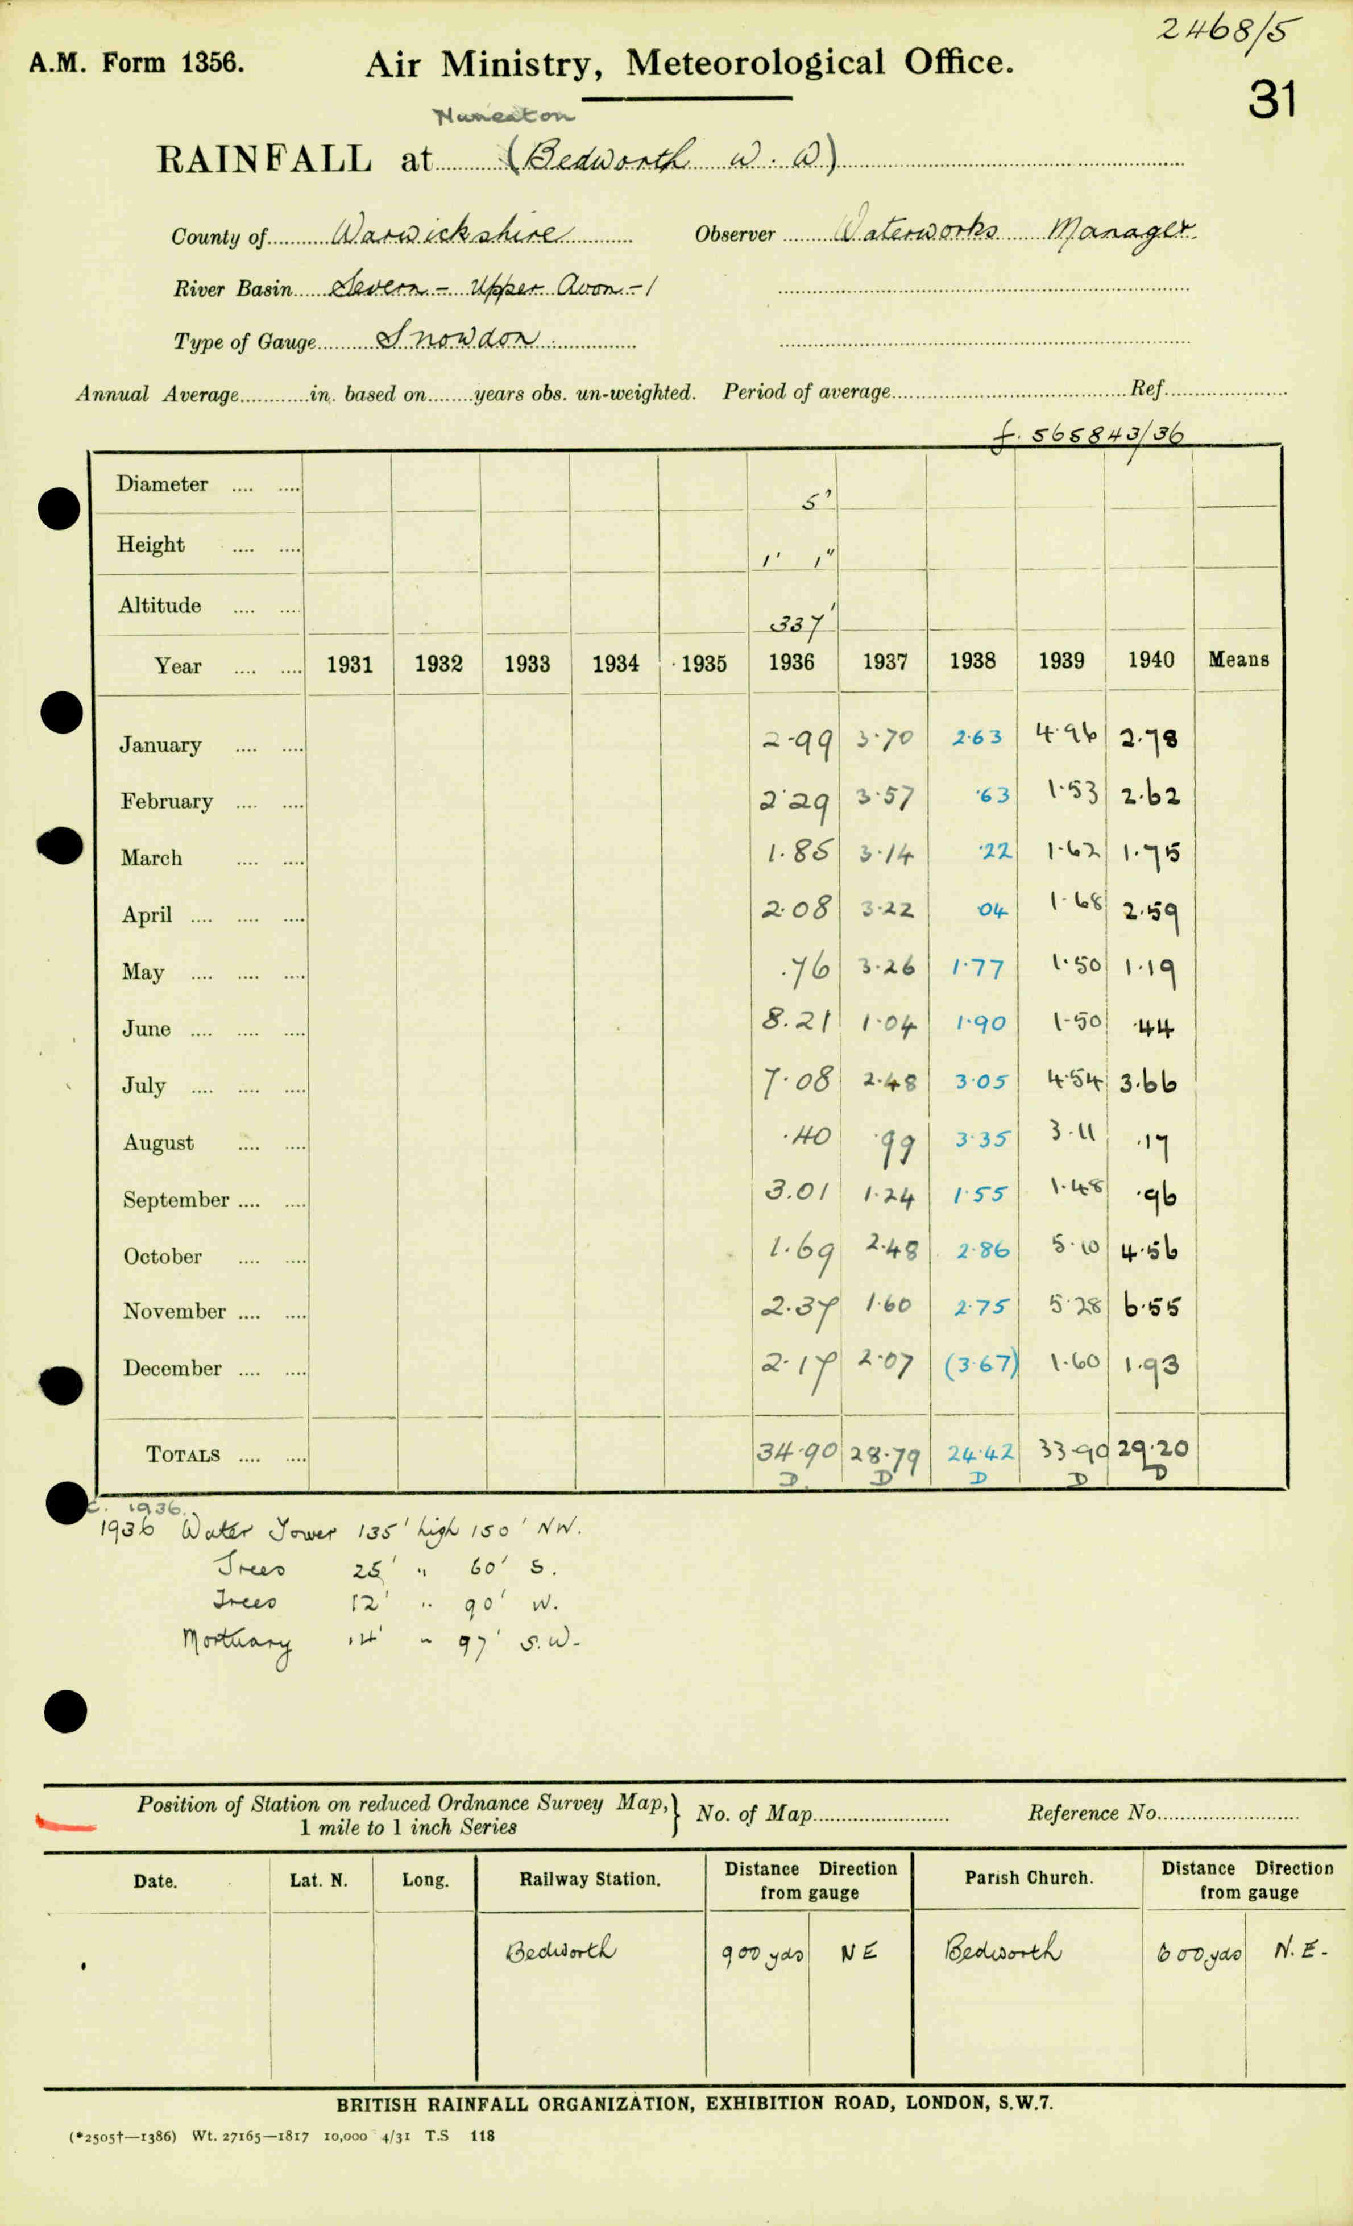 2468/5
A.M. Form 1356. Air Ministry, Meteorological Office.
31
Nuneaton
RAINFALL at (Bedworth W. W)
County of Warwickshire Observer Waterworks Manager.
River Basin Severn - Upper Avon - 1
Type of Gauge Snowdon
Annual Average in. based on years obs. un-weighted. Period of average Ref.
f. 565843/36
Diameter .... .... 5"
Height .... .... 1' 1"
Altitude .... .... 337'
Year .... .... 1931 1932 1933 1934 1935 1936 1937 1938 1939 1940 Means
January .... .... 2.99 3.70 2.63 4.96 2.78
February .... .... 2.29 3.57 .63 1.53 2.62
March .... .... 1.85 3.14 .22 1.62 1.75
April .... .... .... 2.08 3.22 .04 1.68 2.59
May .... .... .... .76 3.26 1.77 1.50 1.19
June .... .... .... 8.21 1.04 1.90 1.50 .44
July .... .... .... 7.08 2.48 3.05 4.54 3.66
August .... .... .40 .99 3.35 3.11 .17
September .... .... 3.01 1.24 1.55 1.48 .96
October .... .... 1.69 2.48 2.86 5.10 4.56
November .... .... 2.37 1.60 2.75 5.28 6.55
December .... .... 2.17 2.07 (3.67) 1.60 1.93
TOTALS .... .... 34.90 28.79 24.42 33.90 29.20
D D D D D
c. 1936.
1936 Water Tower 135' high 150' NW.
Trees 25' " 60' S.
Trees 12' " 90' W.
Mortuary 14' " 97' S.W.
Position of Station on reduced Ordnance Survey Map,} No. of Map Reference No.
1 mile to 1 inch Series
Date. Lat. N. Long. Railway Station. Distance Direction from gauge Parish Church. Distance Direction from gauge
Bedworth 900 yds NE Bedworth 600 yds N.E.
BRITISH RAINFALL ORGANIZATION, EXHIBITION ROAD, LONDON, S.W.7.
(*2505†—1386) Wt. 27165—1817 10,000 4/31 T.S 118